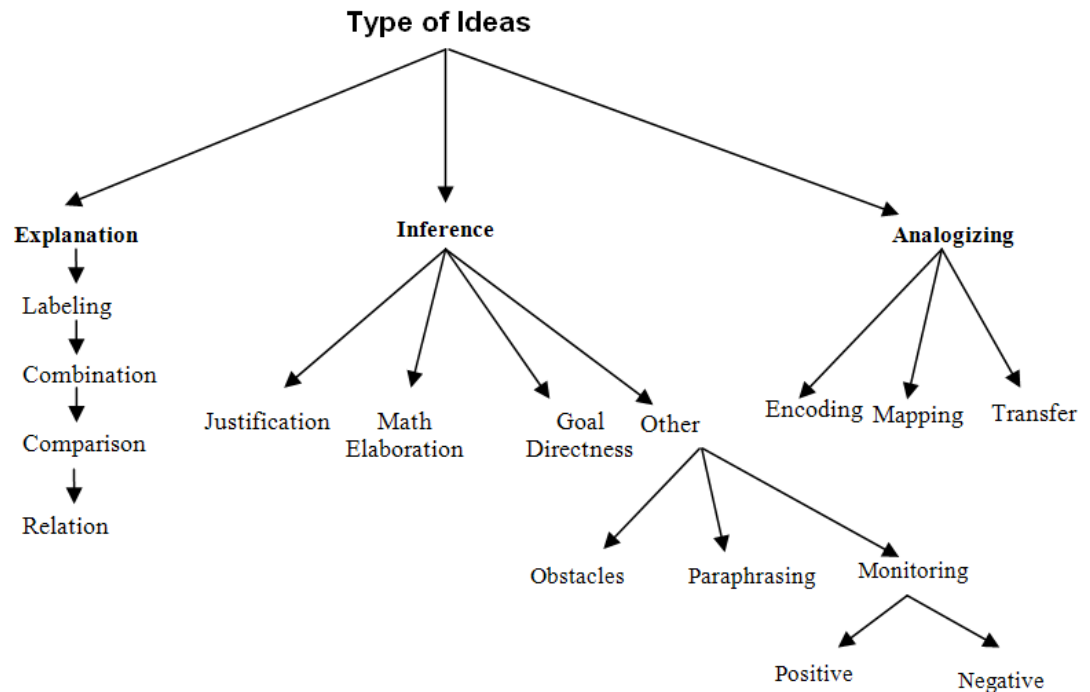 Type of Ideas
Explanation
Inference
Analogizing
Labeling
Combination
Comparison
Relation
Justification
Math
Elaboration
Goal
Directness
Other
Encoding
Mapping
Transfer
Obstacles
Paraphrasing
Monitoring
Positive
Negative